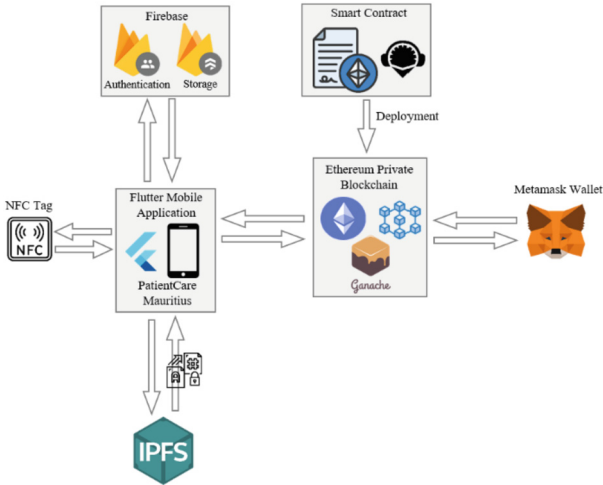 Firebase
Authentication
Storage
Smart Contract
Deployment
NFC Tag
NFC
Flutter Mobile
Application
PatientCare
Mauritius
Ethereum Private
Blockchain
Ganache
Metamask Wallet
IPFS